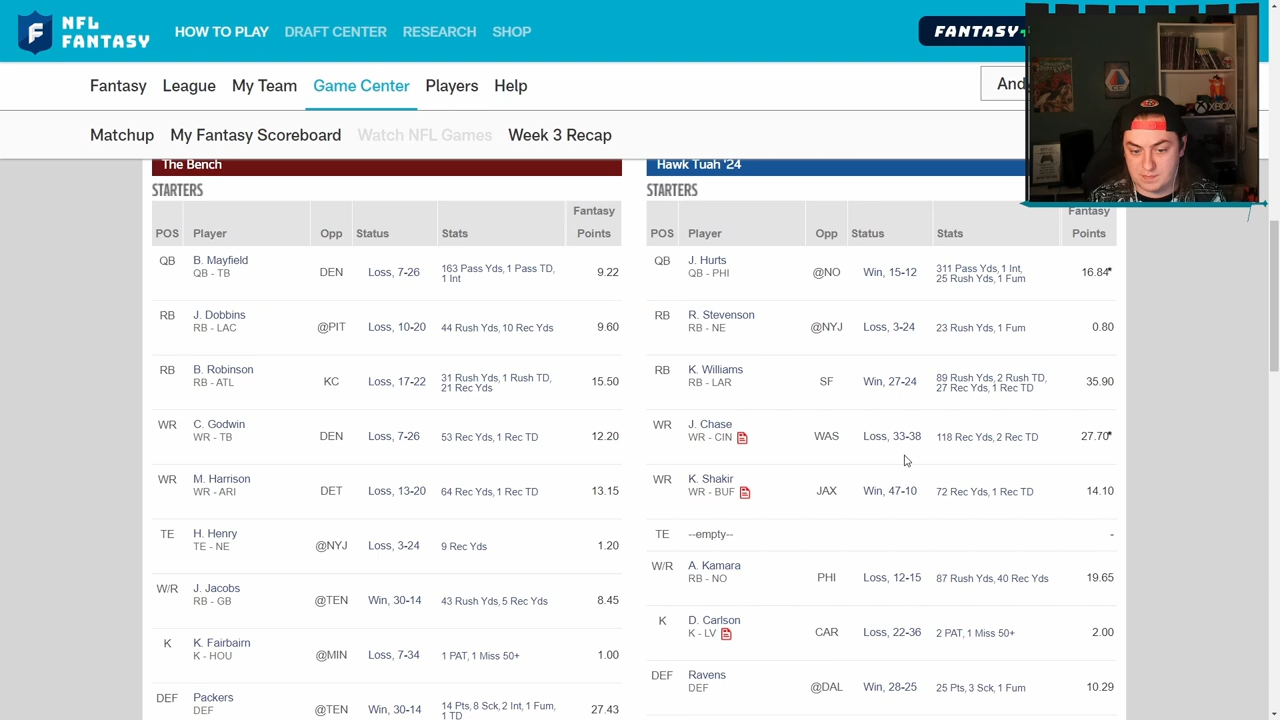 NFL
FANTASY
HOW TO PLAY DRAFT CENTER RESEARCH SHOP
FANTASY+
Fantasy League My Team Game Center Players Help
And
Matchup My Fantasy Scoreboard Watch NFL Games Week 3 Recap
The Bench
STARTERS
POS Player Opp Status Stats Fantasy
Points
QB B. Mayfield DEN Loss, 7-26 163 Pass Yds, 1 Pass TD, 9.22
QB - TB 1 Int
RB J. Dobbins @PIT Loss, 10-20 44 Rush Yds, 10 Rec Yds 9.60
RB - LAC
RB B. Robinson KC Loss, 17-22 31 Rush Yds, 1 Rush TD, 15.50
RB - ATL 21 Rec Yds
WR C. Godwin DEN Loss, 7-26 53 Rec Yds, 1 Rec TD 12.20
WR - TB
WR M. Harrison DET Loss, 13-20 64 Rec Yds, 1 Rec TD 13.15
WR - ARI
TE H. Henry @NYJ Loss, 3-24 9 Rec Yds 1.20
TE - NE
W/R J. Jacobs @TEN Win, 30-14 43 Rush Yds, 5 Rec Yds 8.45
RB - GB
K K. Fairbairn @MIN Loss, 7-34 1 PAT, 1 Miss 50+ 1.00
K - HOU
DEF Packers @TEN Win, 30-14 14 Pts, 8 Sck, 2 Int, 1 Fum, 27.43
DEF 1 TD
Hawk Tuah '24
STARTERS
POS Player Opp Status Stats Fantasy
Points
QB J. Hurts @NO Win, 15-12 311 Pass Yds, 1 Int, 16.84*
QB - PHI 25 Rush Yds, 1 Fum
RB R. Stevenson @NYJ Loss, 3-24 23 Rush Yds, 1 Fum 0.80
RB - NE
RB K. Williams SF Win, 27-24 89 Rush Yds, 2 Rush TD, 35.90
RB - LAR 27 Rec Yds, 1 Rec TD
WR J. Chase WAS Loss, 33-38 118 Rec Yds, 2 Rec TD 27.70*
WR - CIN
WR K. Shakir JAX Win, 47-10 72 Rec Yds, 1 Rec TD 14.10
WR - BUF
TE --empty-- -
W/R A. Kamara PHI Loss, 12-15 87 Rush Yds, 40 Rec Yds 19.65
RB - NO
K D. Carlson CAR Loss, 22-36 2 PAT, 1 Miss 50+ 2.00
K - LV
DEF Ravens @DAL Win, 28-25 25 Pts, 3 Sck, 1 Fum 10.29
DEF
XBOX